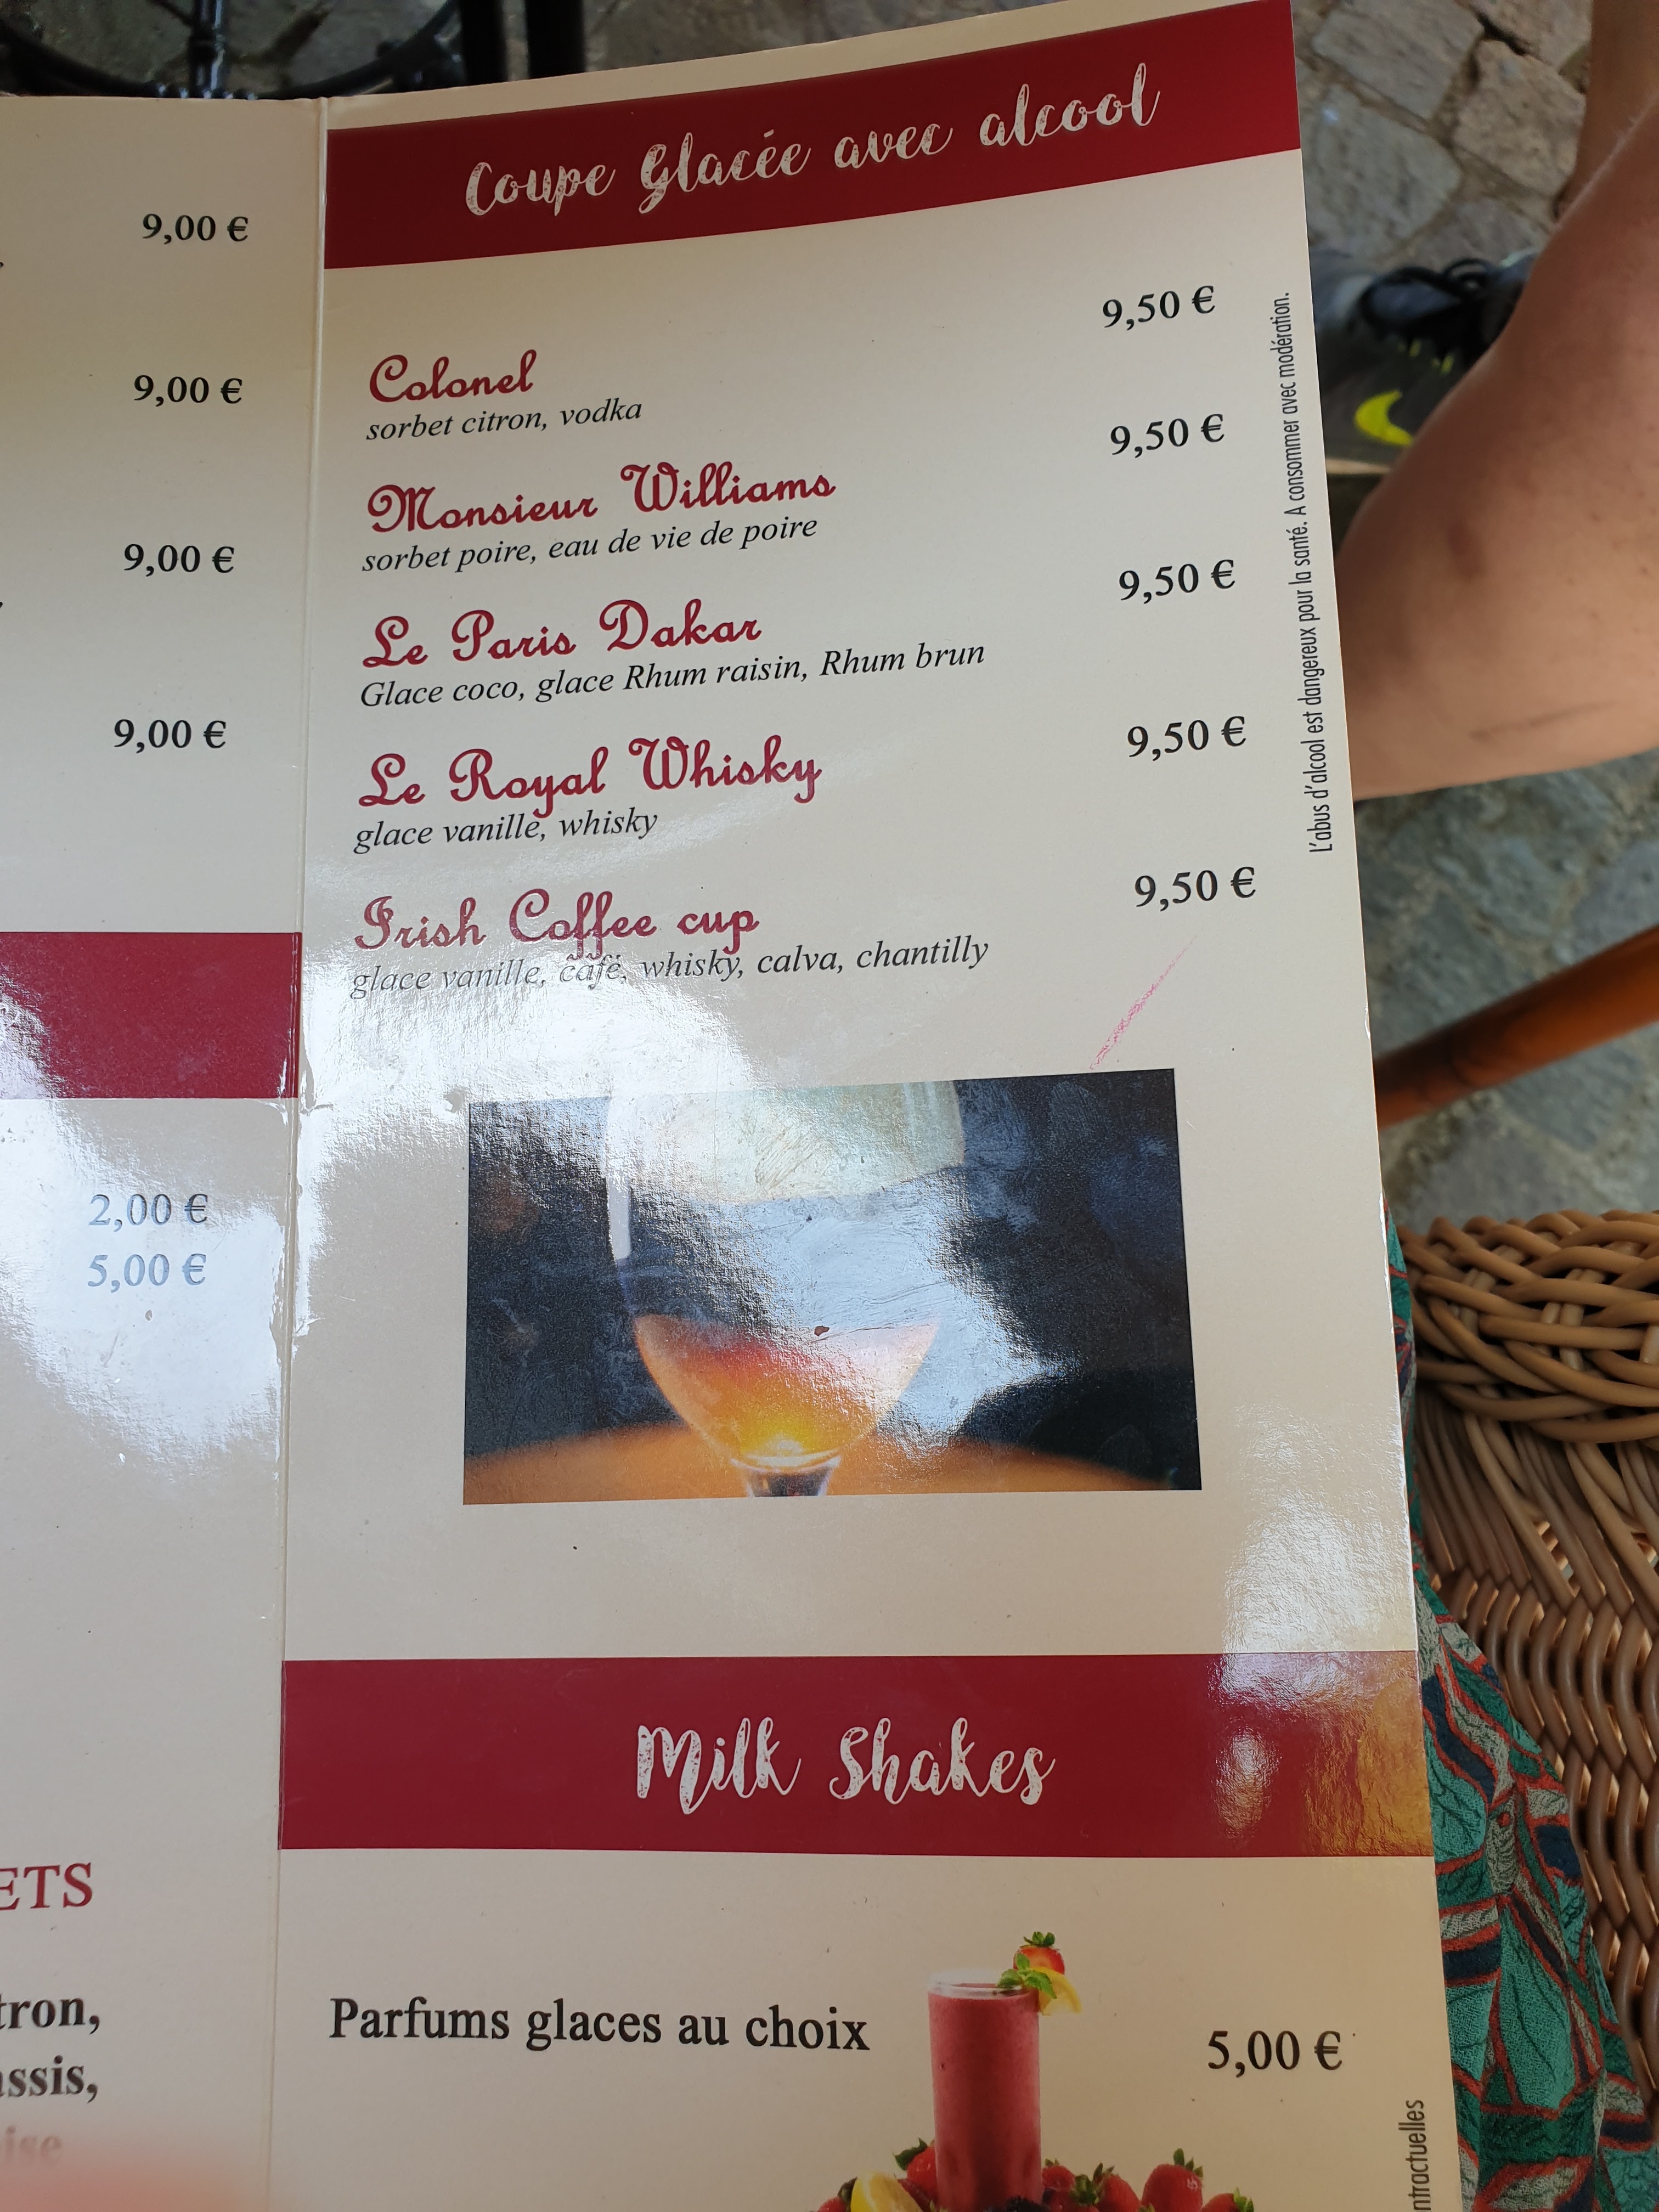 9,00 €
9,00 €
9,00 €
9,00 €
2,00 €
5,00 €
ETS
tron,
assis,
Coupe Glacée avec alcool
9,50 €
Colonel
sorbet citron, vodka
9,50 €
Monsieur Williams
sorbet poire, eau de vie de poire
9,50 €
Le Paris Dakar
Glace coco, glace Rhum raisin, Rhum brun
9,50 €
Le Royal Whisky
glace vanille, whisky
9,50 €
Irish Coffee cup
glace vanille, café, whisky, calva, chantilly
L'abus d'alcool est dangereux pour la santé. A consommer avec modération.
Milk Shakes
Parfums glaces au choix
5,00 €
ntractuelles